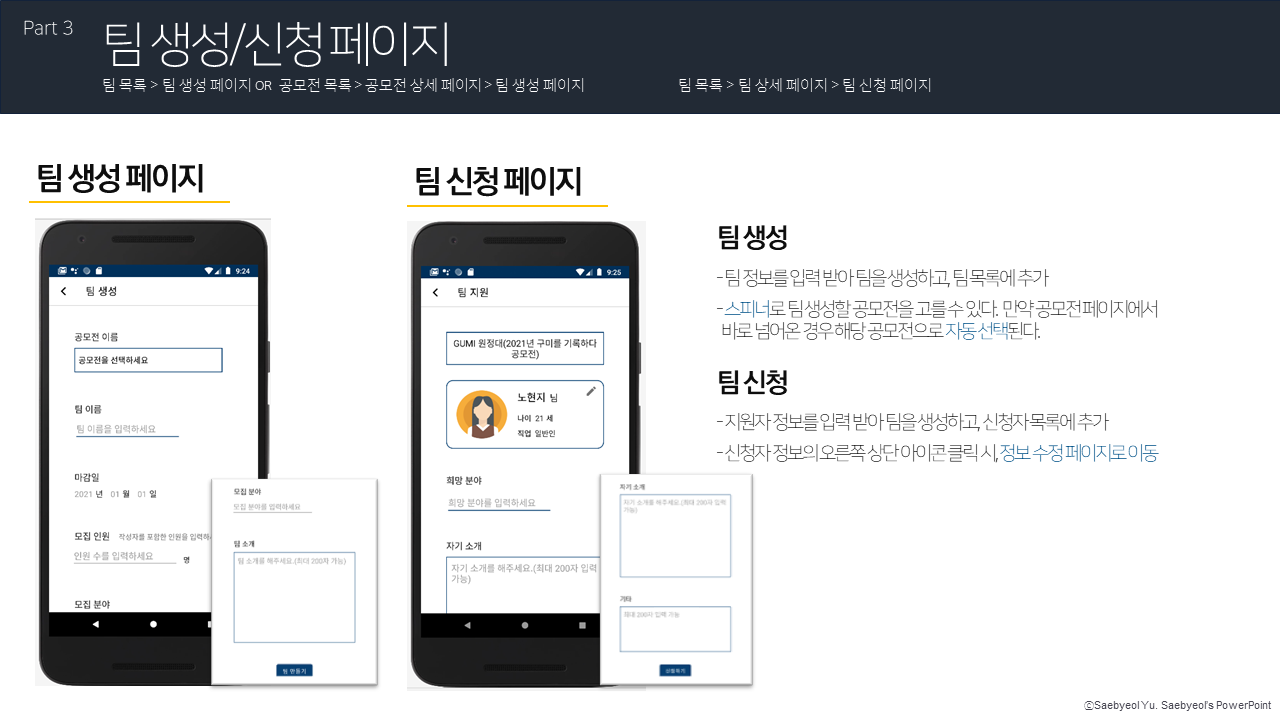 Part 3
팀 생성/신청 페이지
팀 목록 > 팀 생성 페이지 OR 공모전 목록 > 공모전 상세 페이지 > 팀 생성 페이지
팀 목록 > 팀 상세 페이지 > 팀 신청 페이지
팀 생성 페이지
9:24
팀 생성
공모전 이름
공모전을 선택하세요
팀 이름
팀 이름을 입력하세요
마감일
2021 년 01 월 01 일
모집 인원 작성자를 포함한 인원을 입력하
인원 수를 입력하세요 명
모집 분야
모집 분야
모집 분야를 입력하세요
팀 소개
팀 소개를 해주세요.(최대 200자 가능)
팀 만들기
팀 신청 페이지
9:25
팀 지원
GUMI 원정대(2021년 구미를 기록하다
공모전)
노현지 님
나이 21 세
직업 일반인
희망 분야
희망 분야를 입력하세요
자기 소개
자기 소개를 해주세요.(최대 200자 입력
가능)
자기 소개
자기 소개를 해주세요.(최대 200자 입력
가능)
기타
최대 200자 입력 가능
신청하기
팀 생성
- 팀 정보를 입력 받아 팀을 생성하고, 팀 목록에 추가
- 스피너로 팀 생성할 공모전을 고를 수 있다. 만약 공모전 페이지에서
바로 넘어온 경우 해당 공모전으로 자동 선택된다.
팀 신청
- 지원자 정보를 입력 받아 팀을 생성하고, 신청자 목록에 추가
- 신청자 정보의 오른쪽 상단 아이콘 클릭 시, 정보 수정 페이지로 이동
ⓒSaebyeol Yu. Saebyeol's PowerPoint